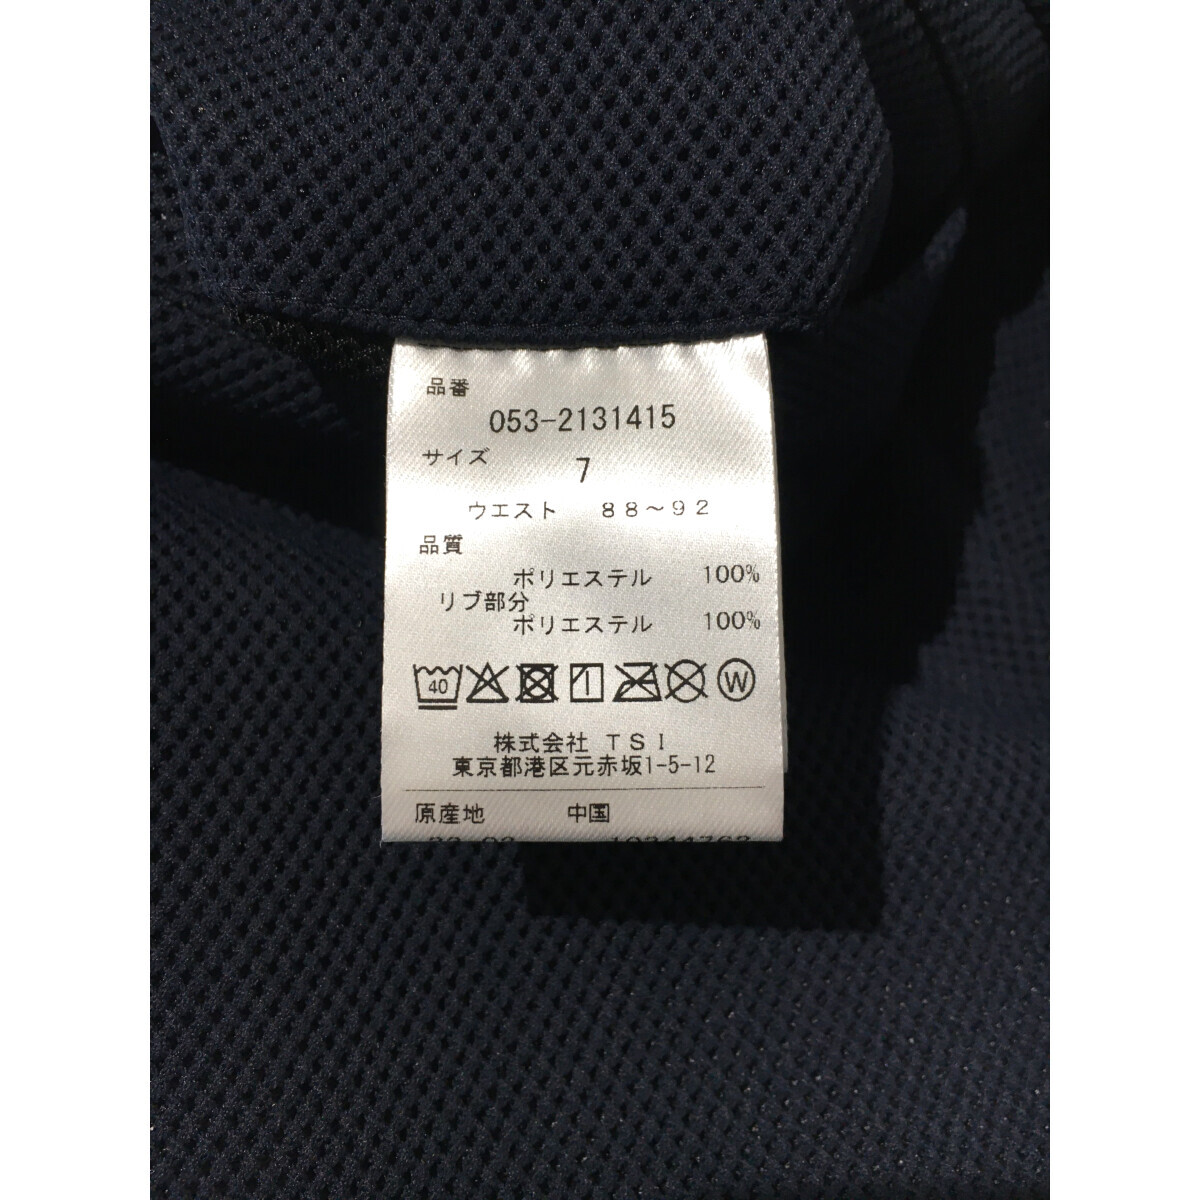 品番
053-2131415
サイズ
7
ウエスト 88～92
品質
ポリエステル 100%
リブ部分
ポリエステル 100%
40
W
株式会社 TSI
東京都港区元赤坂1-5-12
原産地 中国